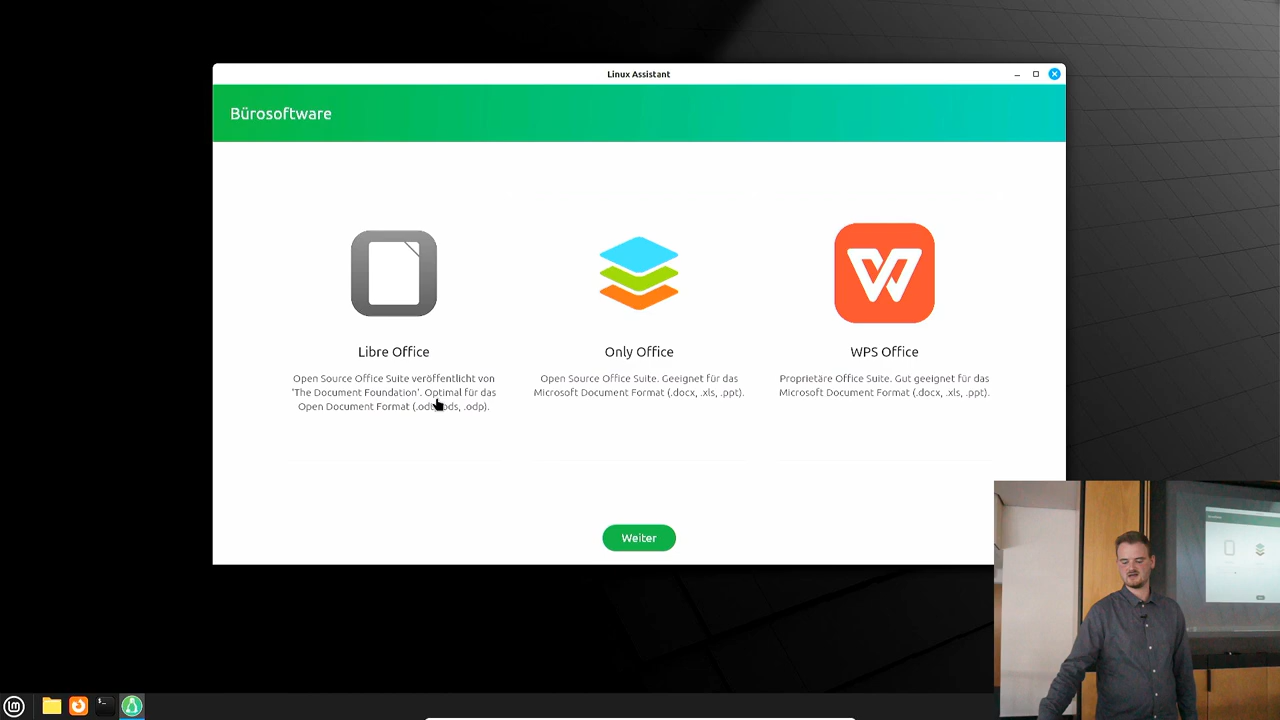 Linux Assistant
Bürosoftware
Libre Office
Open Source Office Suite veröffentlicht von
'The Document Foundation'. Optimal für das
Open Document Format (.odt, .ods, .odp).
Only Office
Open Source Office Suite. Geeignet für das
Microsoft Document Format (.docx, .xls, .ppt).
WPS Office
Proprietäre Office Suite. Gut geeignet für das
Microsoft Document Format (.docx, .xls, .ppt).
Weiter